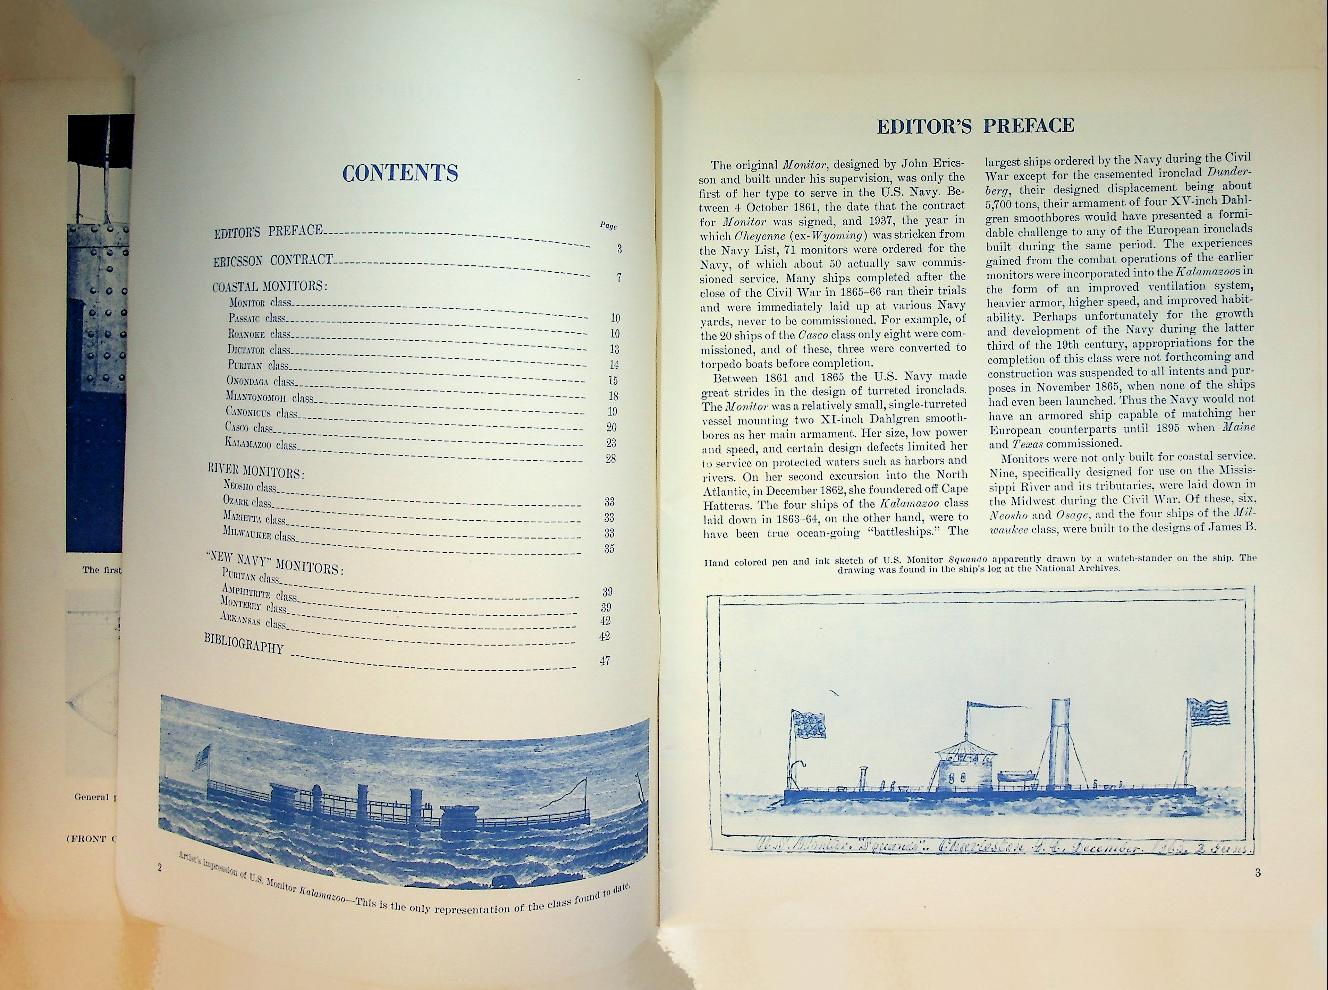 The first
General
(FRONT
CONTENTS
Page
EDITOR'S PREFACE 3
ERICSSON CONTRACT 7
COASTAL MONITORS:
Monitor class 10
Passaic class 10
Roanoke class 13
Dictator class 14
Puritan class 15
Onondaga class 18
Miantonomoh class 19
Canonicus class 20
Casco class 23
Kalamazoo class 28
RIVER MONITORS:
Neosho class 33
Ozark class 33
Marietta class 33
Milwaukee class 35
"NEW NAVY" MONITORS:
Puritan class 39
Amphitrite class 39
Monterey class 42
Arkansas class 42
BIBLIOGRAPHY 47
Artist's impression of U.S. Monitor Kalamazoo—This is the only representation of the class found to date.
2
EDITOR'S PREFACE
The original Monitor, designed by John Erics-
son and built under his supervision, was only the
first of her type to serve in the U.S. Navy. Be-
tween 4 October 1861, the date that the contract
for Monitor was signed, and 1937, the year in
which Cheyenne (ex-Wyoming) was stricken from
the Navy List, 71 monitors were ordered for the
Navy, of which about 50 actually saw commis-
sioned service. Many ships completed after the
close of the Civil War in 1865-66 ran their trials
and were immediately laid up at various Navy
yards, never to be commissioned. For example, of
the 20 ships of the Casco class only eight were com-
missioned, and of these, three were converted to
torpedo boats before completion.
Between 1861 and 1865 the U.S. Navy made
great strides in the design of turreted ironclads.
The Monitor was a relatively small, single-turreted
vessel mounting two XI-inch Dahlgren smooth-
bores as her main armament. Her size, low power
and speed, and certain design defects limited her
to service on protected waters such as harbors and
rivers. On her second excursion into the North
Atlantic, in December 1862, she foundered off Cape
Hatteras. The four ships of the Kalamazoo class
laid down in 1863-64, on the other hand, were to
have been true ocean-going "battleships." The
largest ships ordered by the Navy during the Civil
War except for the casemented ironclad Dunder-
berg, their designed displacement being about
5,700 tons, their armament of four XV-inch Dahl-
gren smoothbores would have presented a formi-
dable challenge to any of the European ironclads
built during the same period. The experiences
gained from the combat operations of the earlier
monitors were incorporated into the Kalamazoos in
the form of an improved ventilation system,
heavier armor, higher speed, and improved habit-
ability. Perhaps unfortunately for the growth
and development of the Navy during the latter
third of the 19th century, appropriations for the
completion of this class were not forthcoming and
construction was suspended to all intents and pur-
poses in November 1865, when none of the ships
had even been launched. Thus the Navy would not
have an armored ship capable of matching her
European counterparts until 1895 when Maine
and Texas commissioned.
Monitors were not only built for coastal service.
Nine, specifically designed for use on the Missis-
sippi River and its tributaries, were laid down in
the Midwest during the Civil War. Of these, six,
Neosho and Osage, and the four ships of the Mil-
waukee class, were built to the designs of James B.
Hand colored pen and ink sketch of U.S. Monitor Squando apparently drawn by a watch-stander on the ship. The
drawing was found in the ship's log at the National Archives.
Monitor "Squando". Charleston S. C. December. 2 Guns.
3